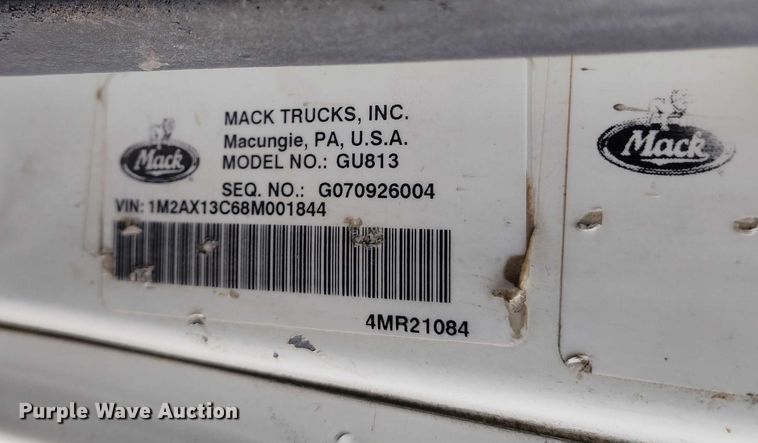 MACK TRUCKS, INC.
Macungie, PA, U.S.A.
MODEL NO.: GU813
SEQ. NO.: G070926004
VIN: 1M2AX13C68M001844
4MR21084
Mack
Mack
Purple Wave Auction